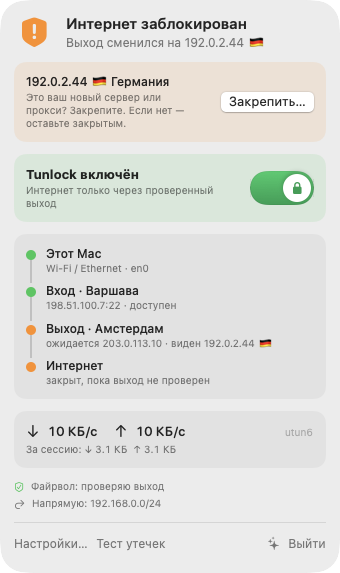 Интернет заблокирован
Выход сменился на 192.0.2.44 🇩🇪
192.0.2.44 🇩🇪 Германия
Это ваш новый сервер или
прокси? Закрепите. Если нет —
оставьте закрытым.
Закрепить...
Tunlock включён
Интернет только через проверенный
выход
Этот Mac
Wi-Fi / Ethernet · en0
Вход · Варшава
198.51.100.7:22 · доступен
Выход · Амстердам
ожидается 203.0.113.10 · виден 192.0.2.44 🇩🇪
Интернет
закрыт, пока выход не проверен
↓ 10 КБ/с ↑ 10 КБ/с utun6
За сессию: ↓ 3.1 КБ ↑ 3.1 КБ
Файрвол: проверяю выход
Напрямую: 192.168.0.0/24
Настройки... Тест утечек Выйти